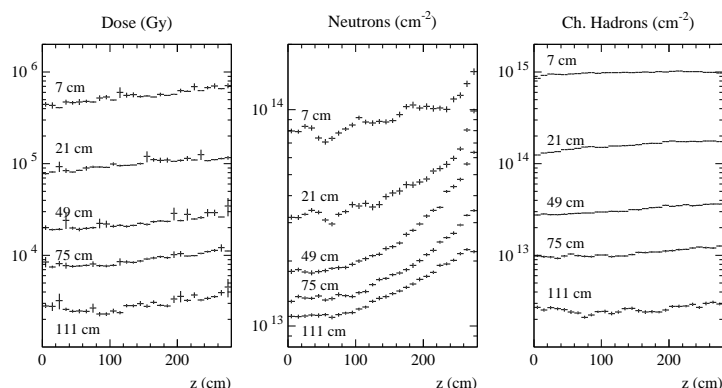 Dose (Gy)
Neutrons (cm-2)
Ch. Hadrons (cm-2)
10^6
10^5
10^4
7 cm
21 cm
49 cm
75 cm
111 cm
0
100
200
z (cm)
10^14
10^13
7 cm
21 cm
49 cm
75 cm
111 cm
0
100
200
z (cm)
10^15
10^14
10^13
10^12
7 cm
21 cm
49 cm
75 cm
111 cm
0
100
200
z (cm)